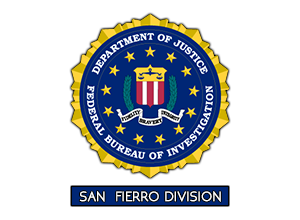 DEPARTMENT OF JUSTICE
FEDERAL BUREAU OF INVESTIGATION
FIDELITY BRAVERY INTEGRITY
SAN FIERRO DIVISION